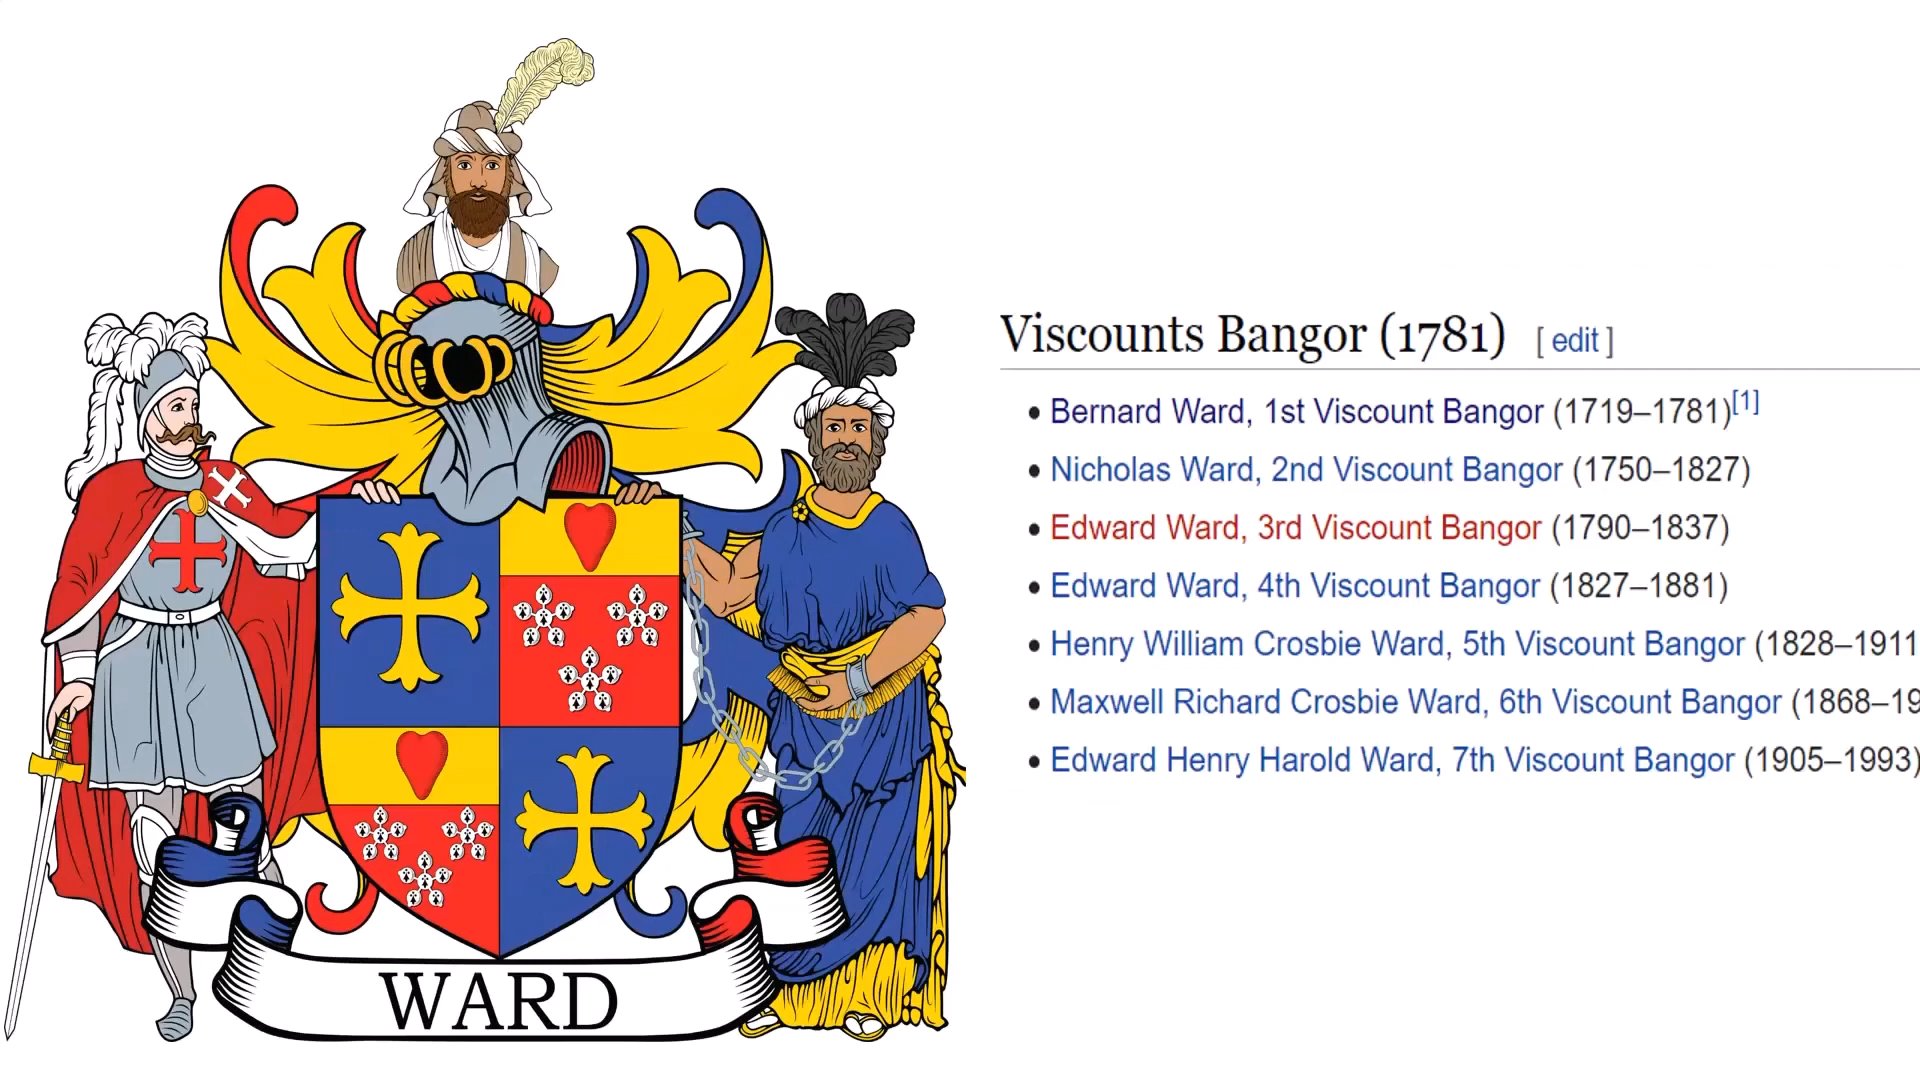 WARD
Viscounts Bangor (1781) [ edit ]
• Bernard Ward, 1st Viscount Bangor (1719–1781)[1]
• Nicholas Ward, 2nd Viscount Bangor (1750–1827)
• Edward Ward, 3rd Viscount Bangor (1790–1837)
• Edward Ward, 4th Viscount Bangor (1827–1881)
• Henry William Crosbie Ward, 5th Viscount Bangor (1828–1911
• Maxwell Richard Crosbie Ward, 6th Viscount Bangor (1868–19
• Edward Henry Harold Ward, 7th Viscount Bangor (1905–1993)